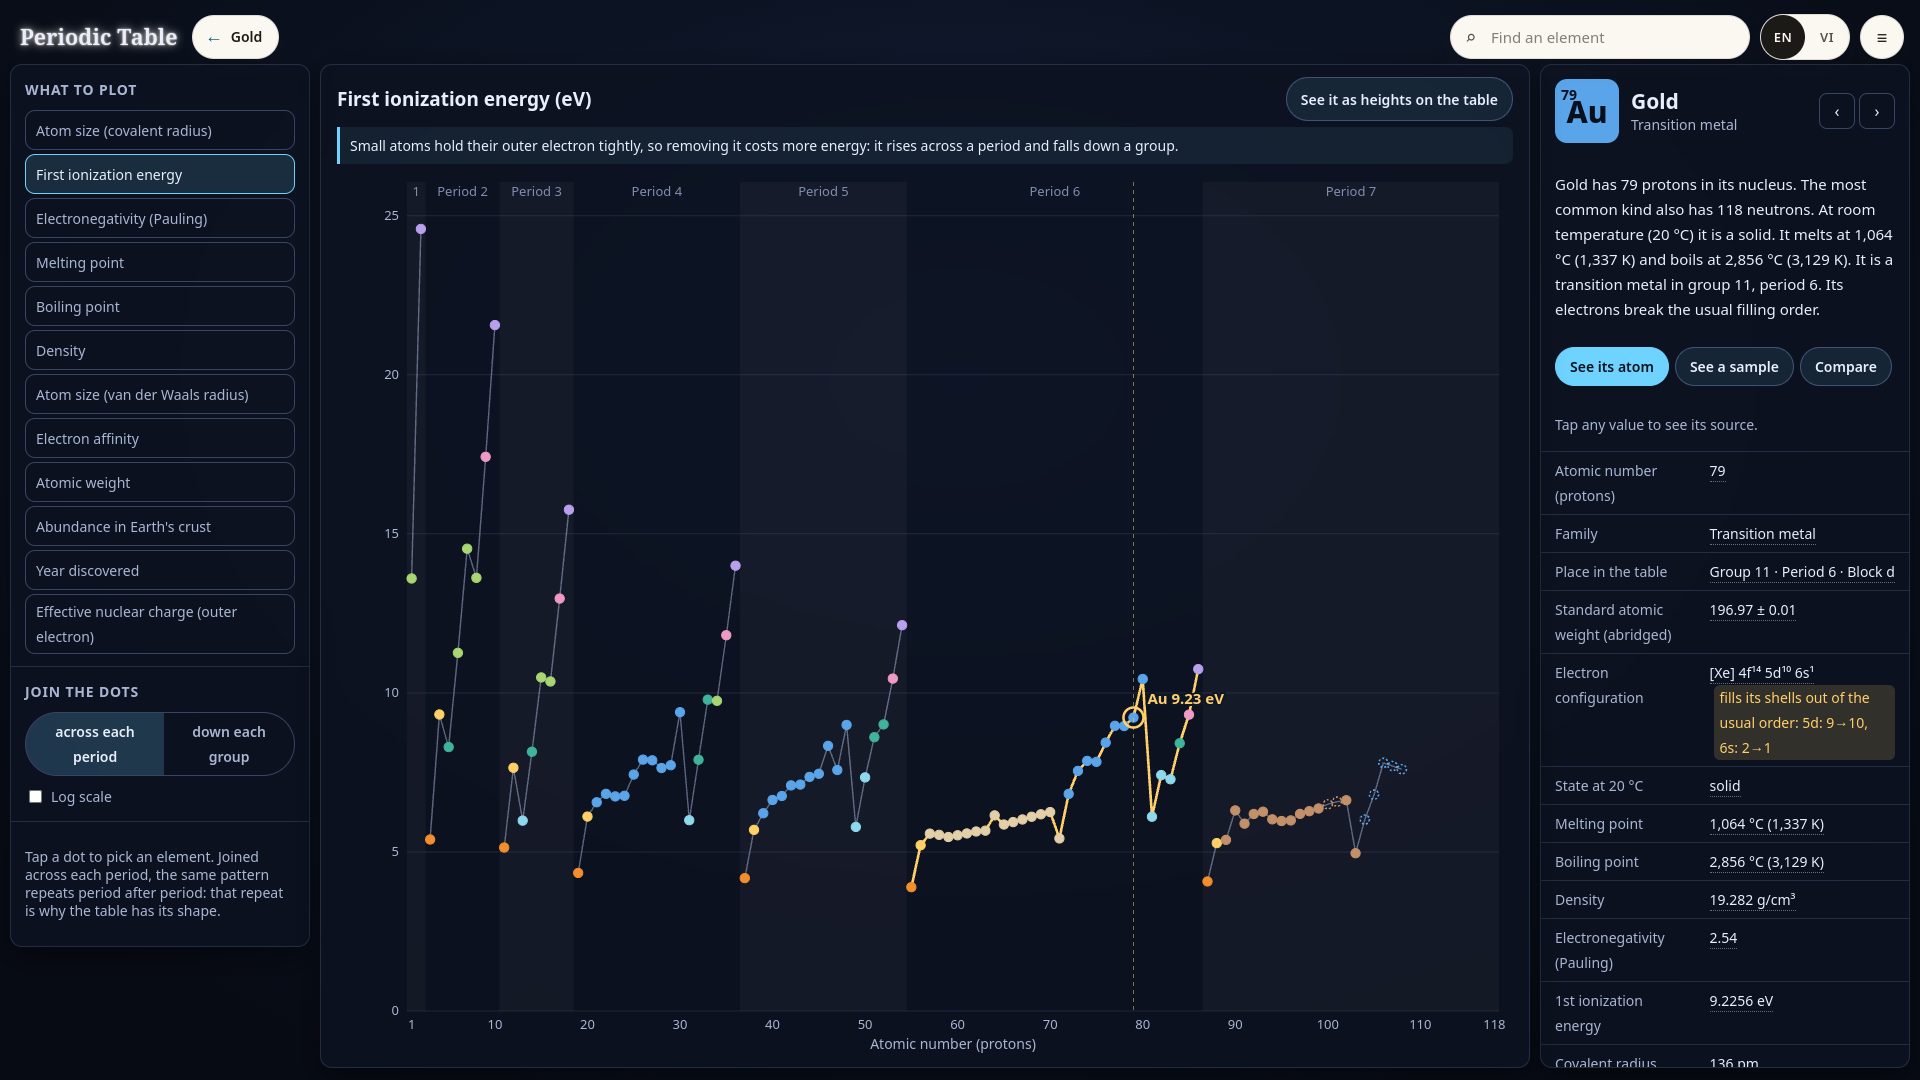 Periodic Table
← Gold
Find an element
EN
VI
≡
WHAT TO PLOT
Atom size (covalent radius)
First ionization energy
Electronegativity (Pauling)
Melting point
Boiling point
Density
Atom size (van der Waals radius)
Electron affinity
Atomic weight
Abundance in Earth's crust
Year discovered
Effective nuclear charge (outer
electron)
JOIN THE DOTS
across each
period
down each
group
Log scale
Tap a dot to pick an element. Joined
across each period, the same pattern
repeats period after period: that repeat
is why the table has its shape.
First ionization energy (eV)
See it as heights on the table
Small atoms hold their outer electron tightly, so removing it costs more energy: it rises across a period and falls down a group.
1
Period 2
Period 3
Period 4
Period 5
Period 6
Period 7
25
20
15
10
5
0
Au 9.23 eV
1
10
20
30
40
50
60
70
80
90
100
110
118
Atomic number (protons)
79
Au
Gold
Transition metal
‹
›
Gold has 79 protons in its nucleus. The most
common kind also has 118 neutrons. At room
temperature (20 °C) it is a solid. It melts at 1,064
°C (1,337 K) and boils at 2,856 °C (3,129 K). It is a
transition metal in group 11, period 6. Its
electrons break the usual filling order.
See its atom
See a sample
Compare
Tap any value to see its source.
Atomic number
(protons)
79
Family
Transition metal
Place in the table
Group 11 · Period 6 · Block d
Standard atomic
weight (abridged)
196.97 ± 0.01
Electron
configuration
[Xe] 4f¹⁴ 5d¹⁰ 6s¹
fills its shells out of the
usual order: 5d: 9→10,
6s: 2→1
State at 20 °C
solid
Melting point
1,064 °C (1,337 K)
Boiling point
2,856 °C (3,129 K)
Density
19.282 g/cm³
Electronegativity
(Pauling)
2.54
1st ionization
energy
9.2256 eV
Covalent radius
136 pm